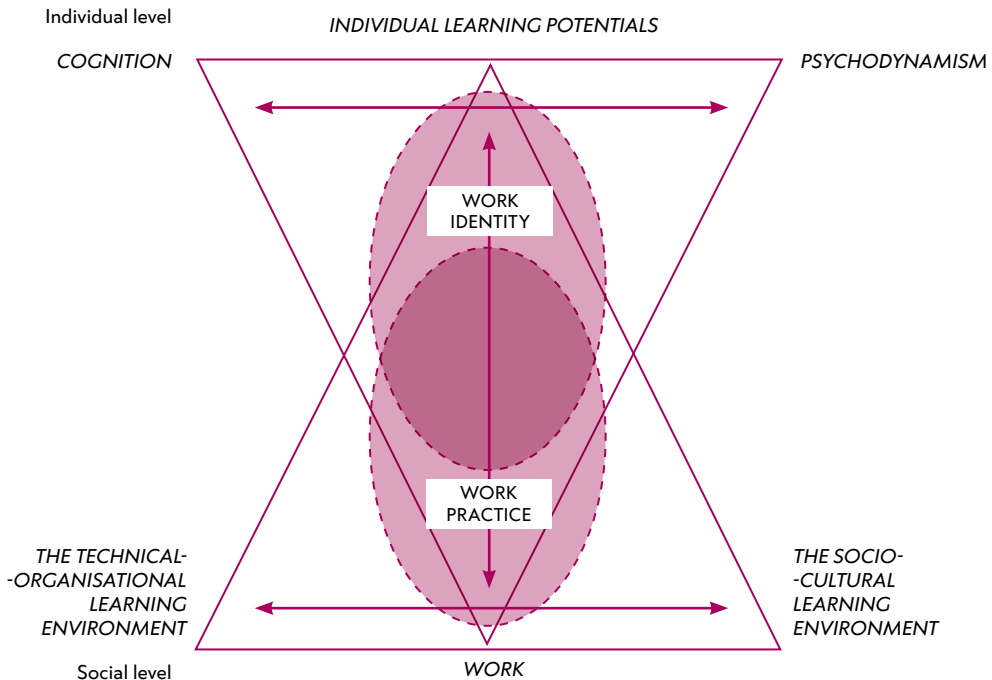 Individual level
INDIVIDUAL LEARNING POTENTIALS
COGNITION
PSYCHODYNAMISM
WORK
IDENTITY
WORK
PRACTICE
THE TECHNICAL-
-ORGANISATIONAL
LEARNING
ENVIRONMENT
THE SOCIO-
-CULTURAL
LEARNING
ENVIRONMENT
Social level
WORK